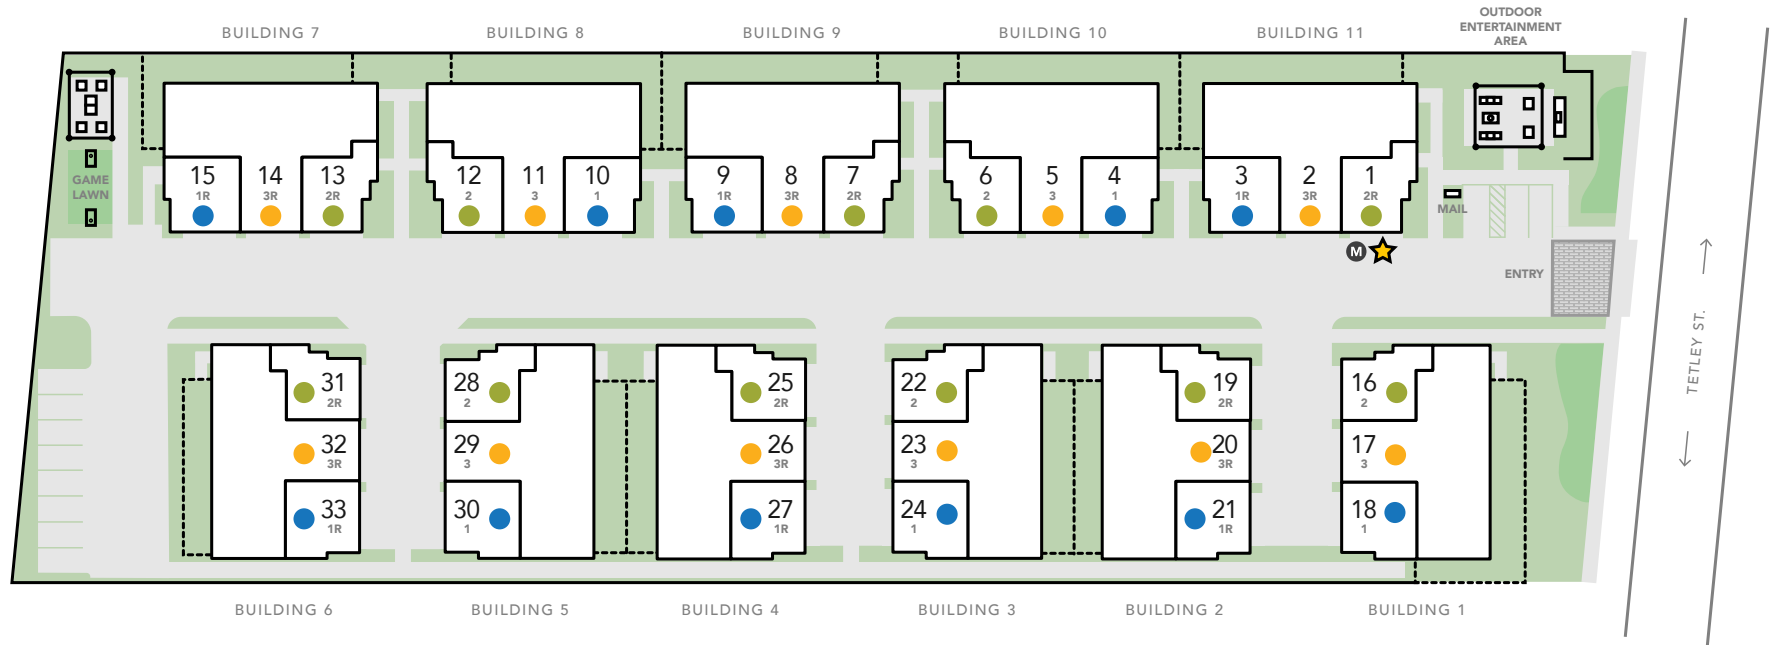 BUILDING 7
BUILDING 8
BUILDING 9
BUILDING 10
BUILDING 11
OUTDOOR
ENTERTAINMENT
AREA
GAME
LAWN
15
1R
14
3R
13
2R
12
2
11
3
10
1
9
1R
8
3R
7
2R
6
2
5
3
4
1
3
1R
2
3R
1
2R
MAIL
M
ENTRY
TETLEY ST.
31
2R
32
3R
33
1R
28
2
29
3
30
1
25
2R
26
3R
27
1R
22
2
23
3
24
1
19
2R
20
3R
21
1R
16
2
17
3
18
1
BUILDING 6
BUILDING 5
BUILDING 4
BUILDING 3
BUILDING 2
BUILDING 1